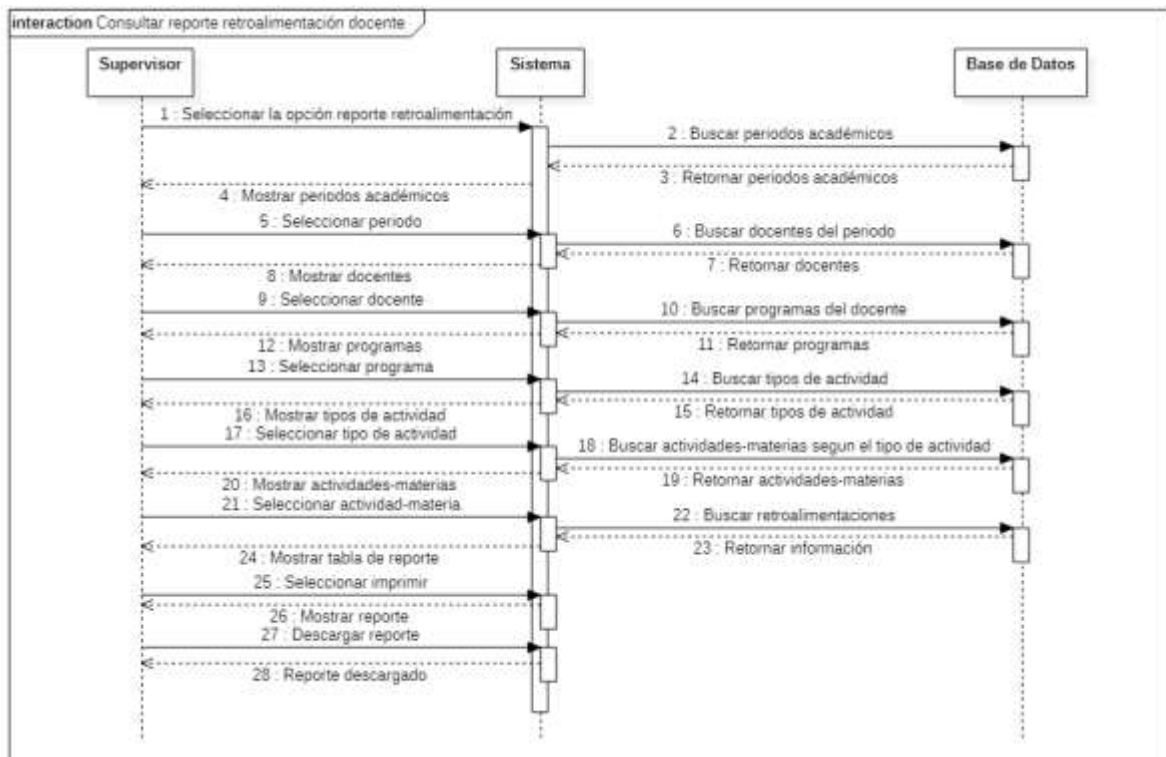 interaction Consultar reporte retroalimentación docente
Supervisor
Sistema
Base de Datos
1 : Seleccionar la opción reporte retroalimentación
2 : Buscar periodos académicos
3 : Retornar periodos académicos
4 : Mostrar periodos académicos
5 : Seleccionar periodo
6 : Buscar docentes del periodo
7 : Retornar docentes
8 : Mostrar docentes
9 : Seleccionar docente
10 : Buscar programas del docente
11 : Retornar programas
12 : Mostrar programas
13 : Seleccionar programa
14 : Buscar tipos de actividad
15 : Retornar tipos de actividad
16 : Mostrar tipos de actividad
17 : Seleccionar tipo de actividad
18 : Buscar actividades-materias segun el tipo de actividad
19 : Retornar actividades-materias
20 : Mostrar actividades-materias
21 : Seleccionar actividad-materia
22 : Buscar retroalimentaciones
23 : Retornar información
24 : Mostrar tabla de reporte
25 : Seleccionar imprimir
26 : Mostrar reporte
27 : Descargar reporte
28 : Reporte descargado